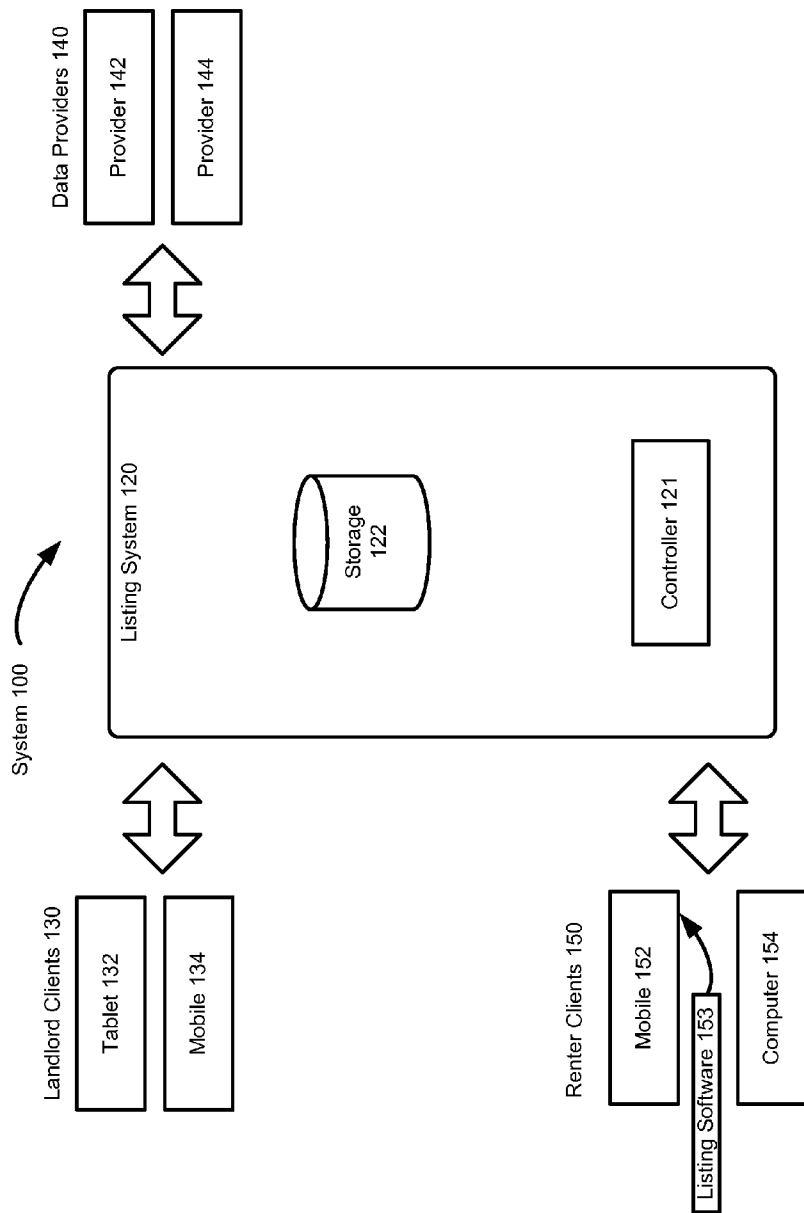 System 100
Landlord Clients 130
Tablet 132
Mobile 134
Listing System 120
Storage
122
Controller 121
Data Providers 140
Provider 142
Provider 144
Renter Clients 150
Mobile 152
Listing Software 153
Computer 154